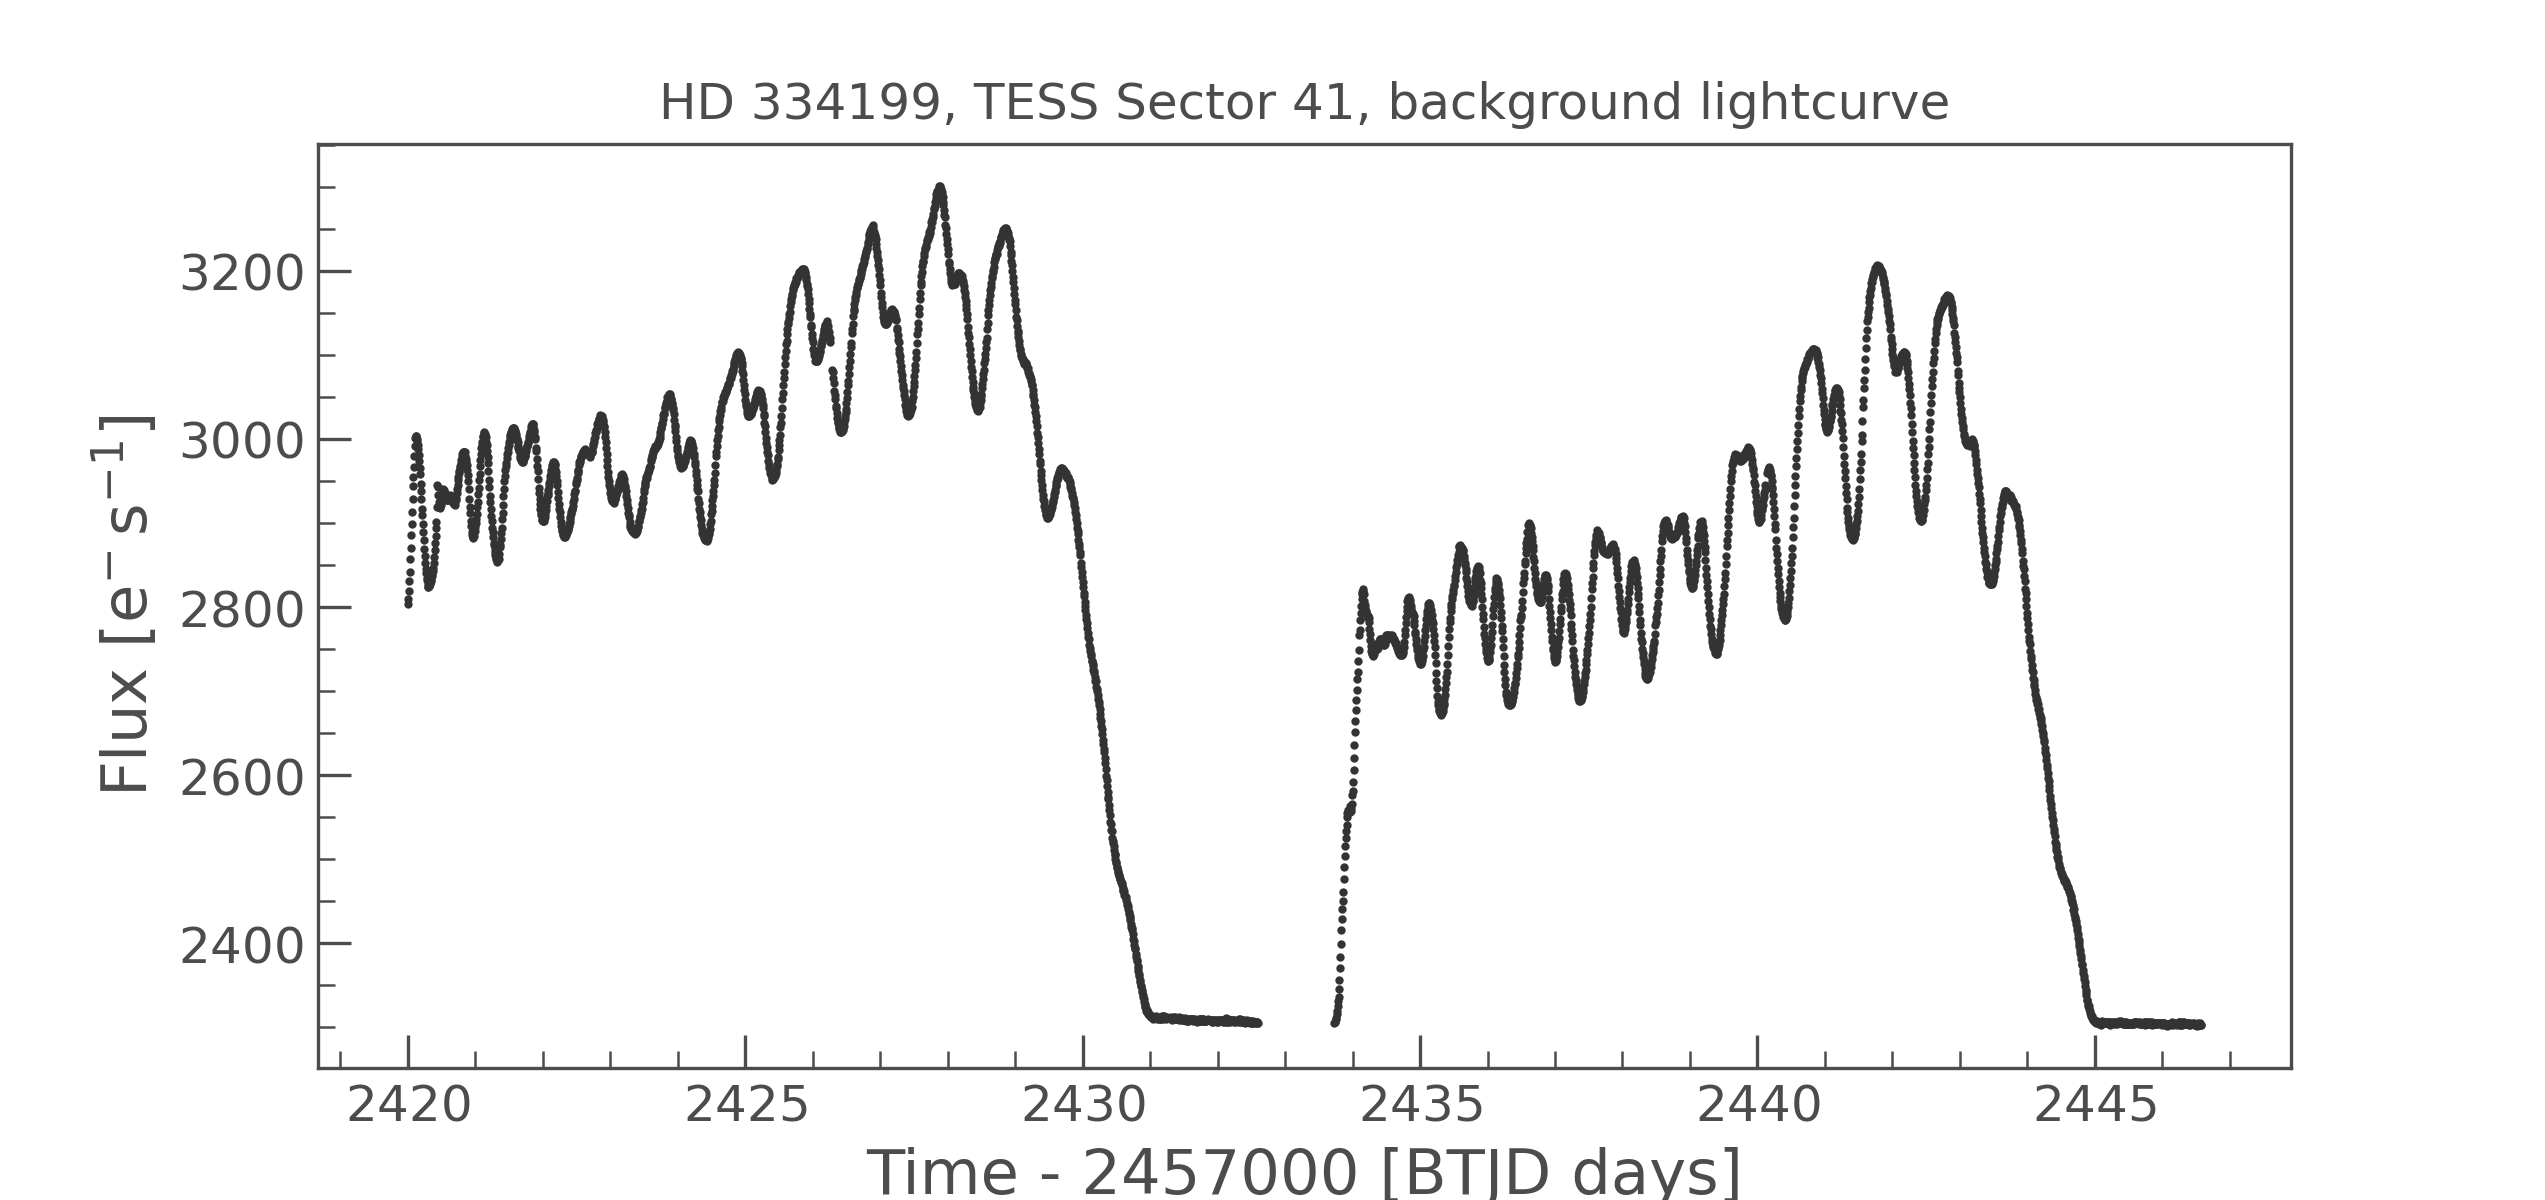 HD 334199, TESS Sector 41, background lightcurve
Flux [e⁻ s⁻¹]
3200
3000
2800
2600
2400
2420 2425 2430 2435 2440 2445
Time - 2457000 [BTJD days]